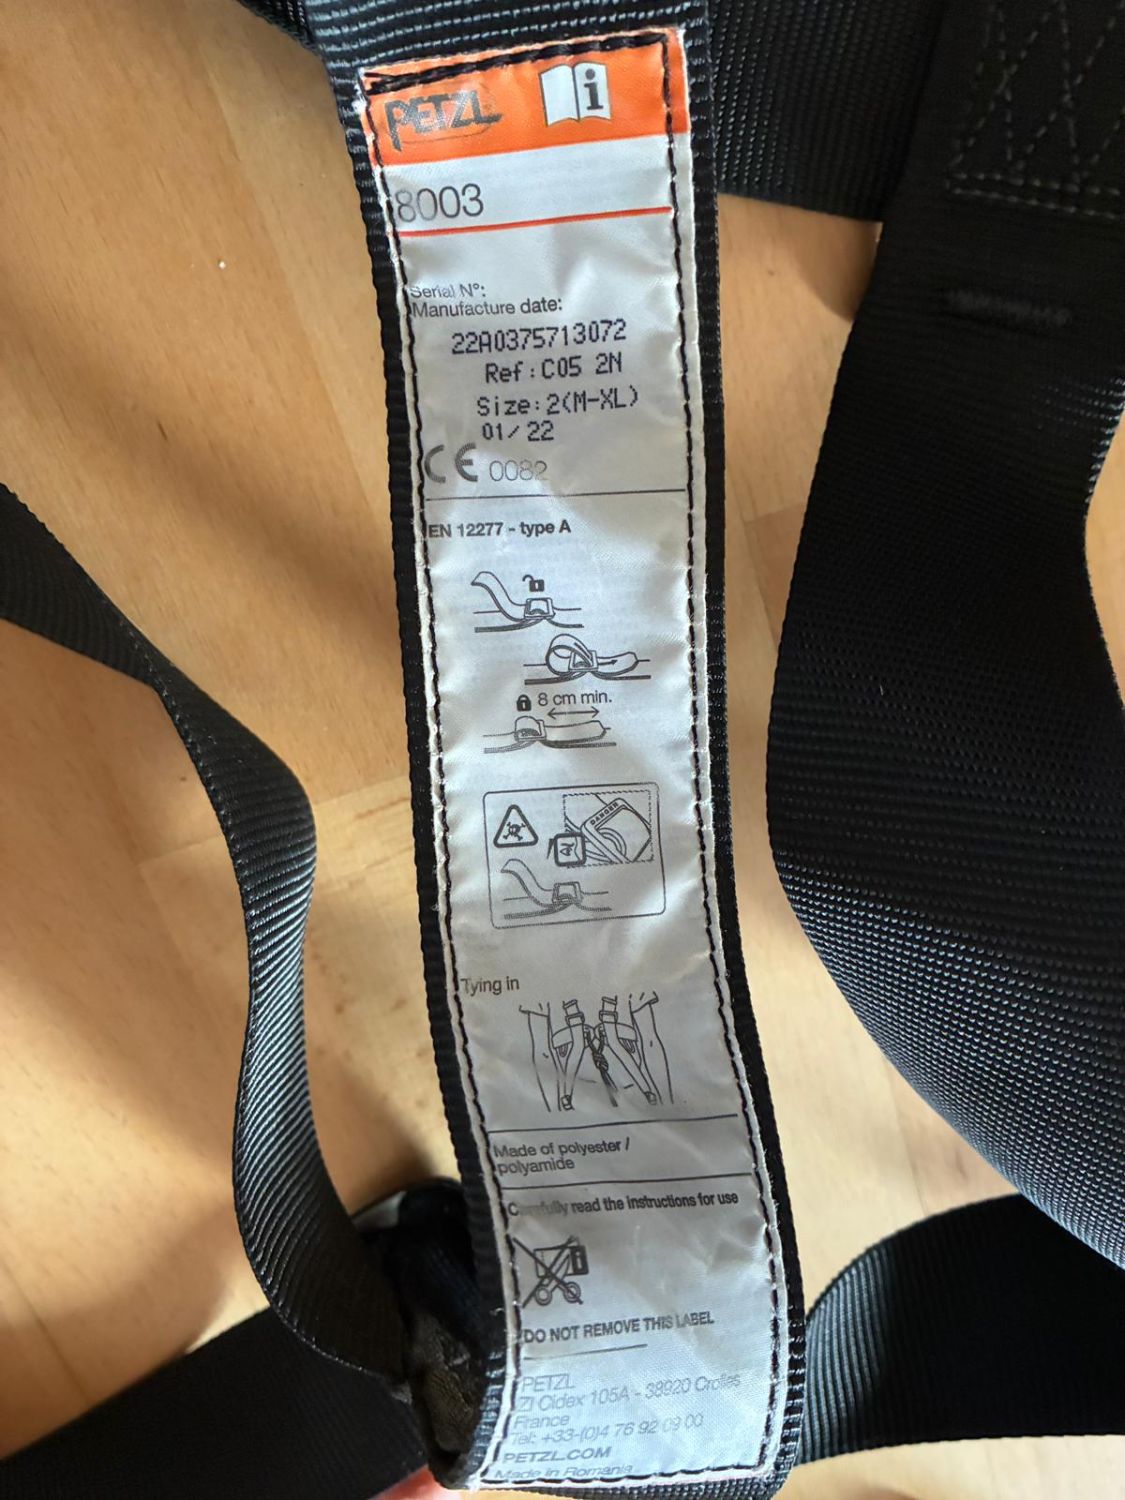 PETZL
i
8003
Serial N°:
Manufacture date:
22A0375713072
Ref:C05 2N
Size:2(M-XL)
01/22
CE 0082
EN 12277 - type A
8 cm min.
DANGER
Tying in
Made of polyester /
polyamide
Carefully read the instructions for use
i
DO NOT REMOVE THIS LABEL
PETZL
ZI Cidex 105A - 38920 Crolles
France
Tel: +33-(0)4 76 92 09 00
PETZL.COM
Made in Romania